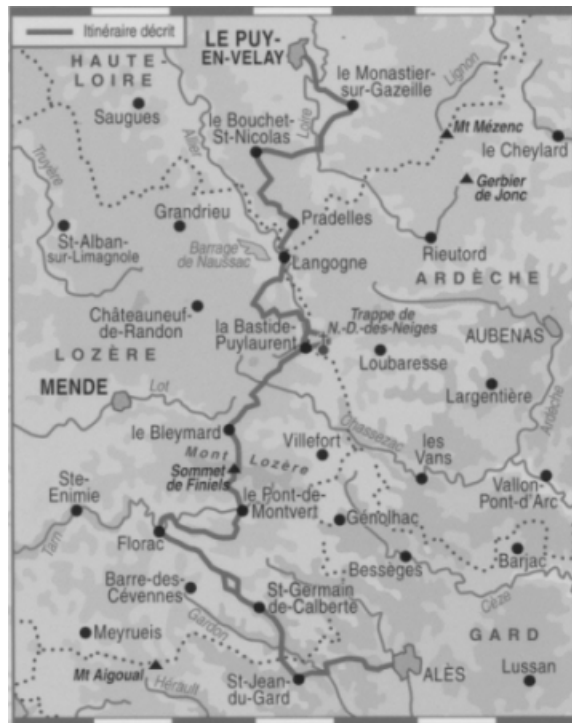 Itinéraire décrit
LE PUY-
EN-VELAY
HAUTE-
LOIRE
le Monastier-
sur-Gazeille
Lignon
Saugues
le Bouchet-
St-Nicolas
Loire
Allier
Mt Mézenc
le Cheylard
Truyère
Gerbier
de Jonc
Grandrieu
Pradelles
St-Alban-
sur-Limagnole
Barrage
de Naussac
Rieutord
Langogne
ARDÈCHE
Châteauneuf-
de-Randon
Trappe de
N.-D.-des-Neiges
la Bastide-
Puylaurent
AUBENAS
LOZÈRE
Loubaresse
MENDE
Lot
Largentière
Ardèche
Chassezac
le Bleymard
Villefort
les
Vans
Mont
Lozère
Sommet
de Finiels
Ste-
Enimie
Vallon-
Pont-d'Arc
le Pont-de-
Montvert
Génolhac
Tarn
Florac
Bessèges
Barjac
Barre-des-
Cévennes
Cèze
St-Germain
de-Calberte
Gardon
Meyrueis
GARD
Mt Aigoual
Hérault
St-Jean-
du-Gard
ALÈS
Lussan